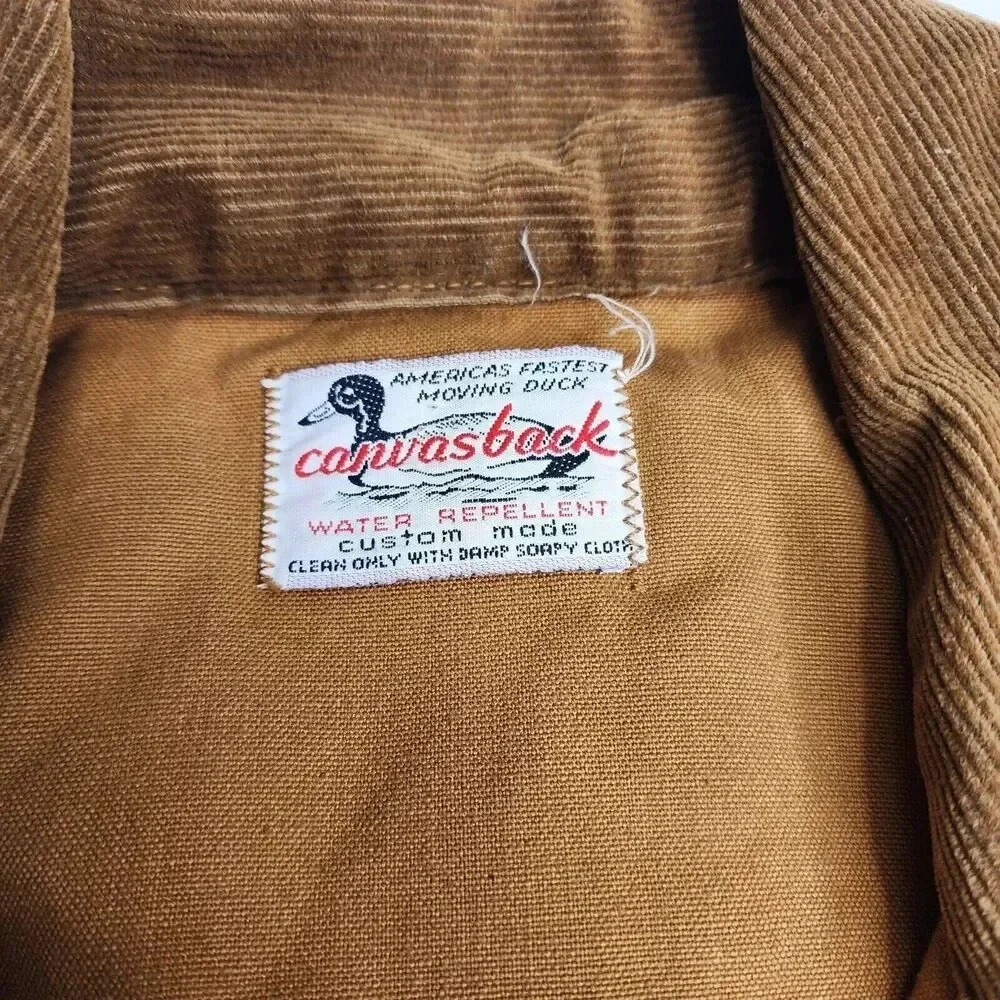 AMERICAS FASTEST
MOVING DUCK
canvasback
WATER REPELLENT
custom made
CLEAN ONLY WITH DAMP SOAPY CLOTH